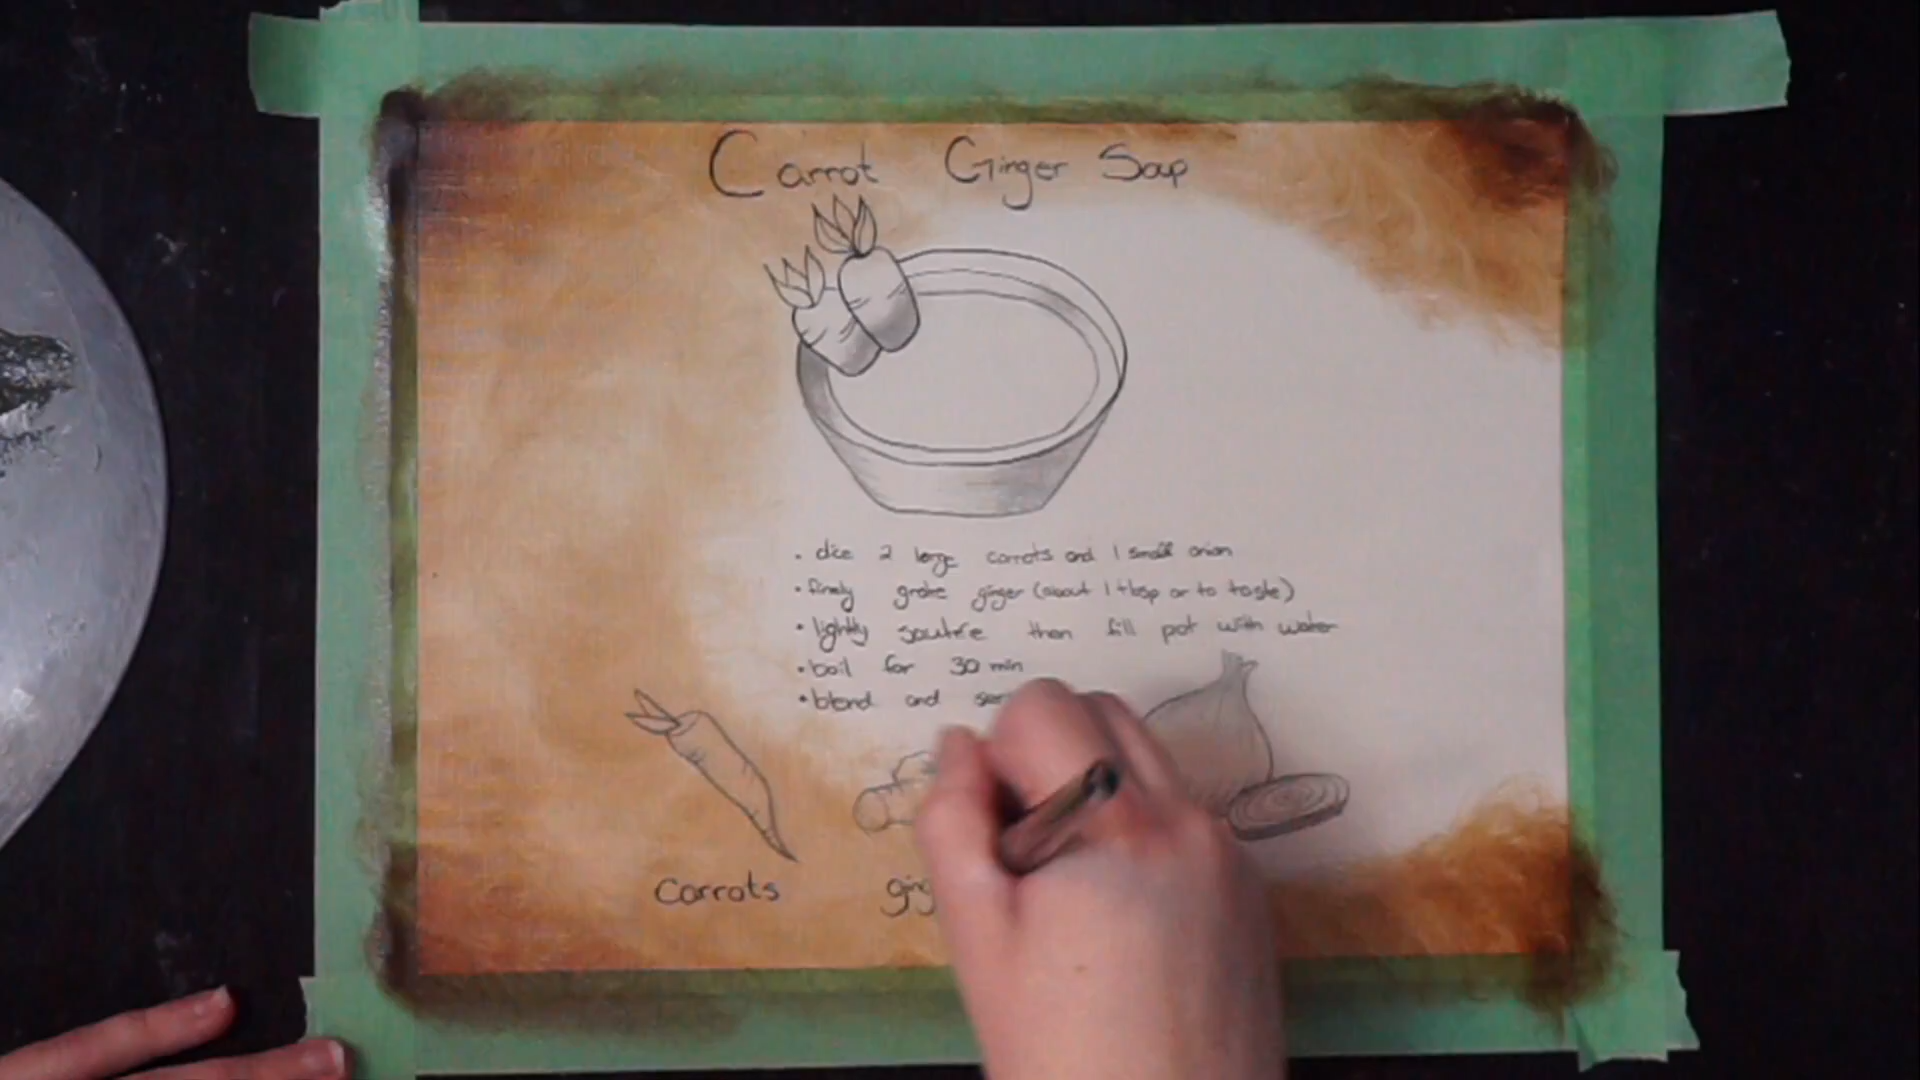 Carrot Ginger Soup
• dice 2 large carrots and 1 small onion
• finely grate ginger (about 1 tbsp or to taste)
• lightly soutée then fill pot with water
• boil for 30 min
• blend and
carrots